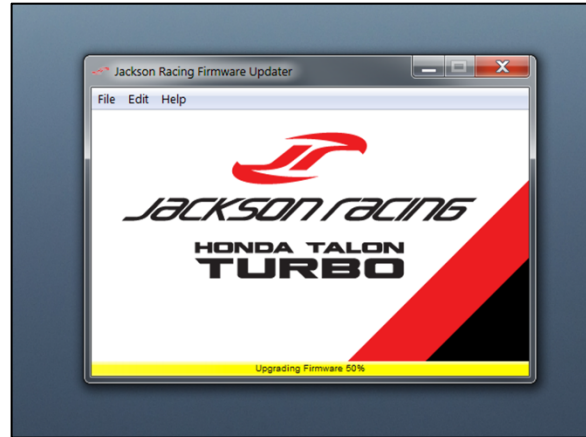 Jackson Racing Firmware Updater
File Edit Help
Jackson racing
HONDA TALON
TURBO
Upgrading Firmware 50%